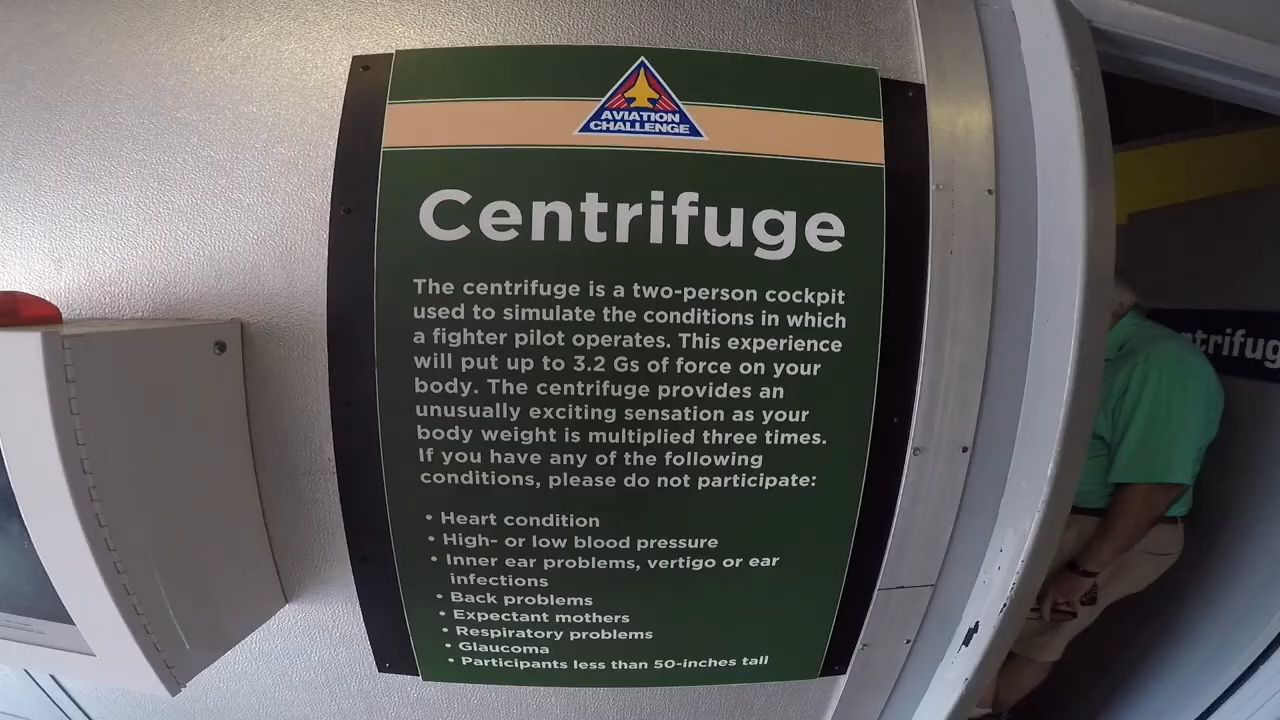 AVIATION
CHALLENGE
Centrifuge
The centrifuge is a two-person cockpit
used to simulate the conditions in which
a fighter pilot operates. This experience
will put up to 3.2 Gs of force on your
body. The centrifuge provides an
unusually exciting sensation as your
body weight is multiplied three times.
If you have any of the following
conditions, please do not participate:
• Heart condition
• High- or low blood pressure
• Inner ear problems, vertigo or ear
infections
• Back problems
• Expectant mothers
• Respiratory problems
• Glaucoma
• Participants less than 50-inches tall
ntrifug